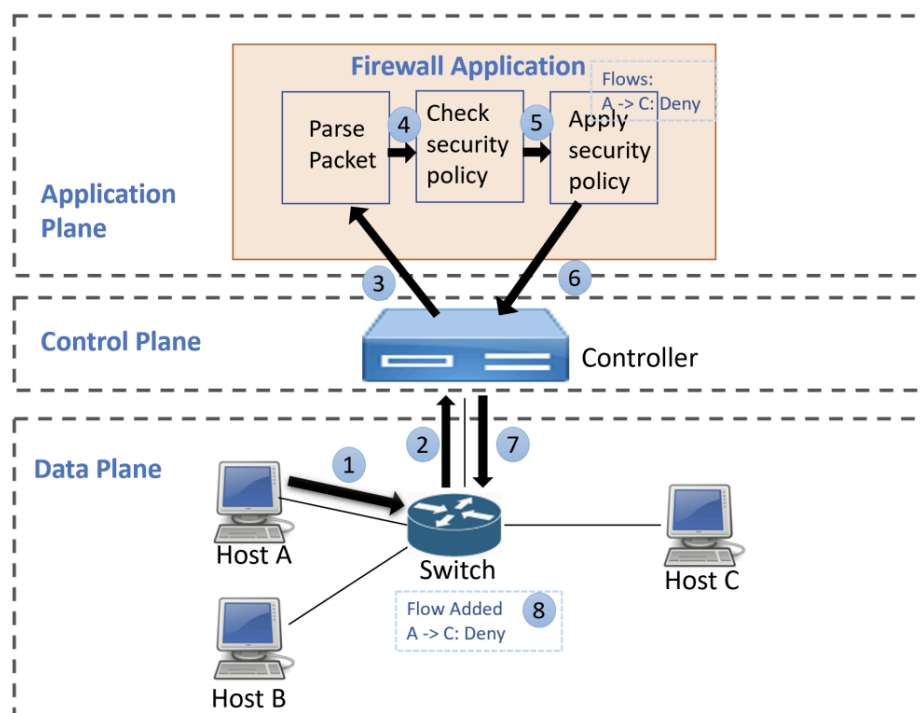 Firewall Application
Flows:
A -> C: Deny
Parse
Packet
4
Check
security
policy
5
Apply
security
policy
Application
Plane
3
6
Control Plane
Controller
Data Plane
1
2
7
Host A
Switch
Host C
Flow Added
A -> C: Deny
8
Host B